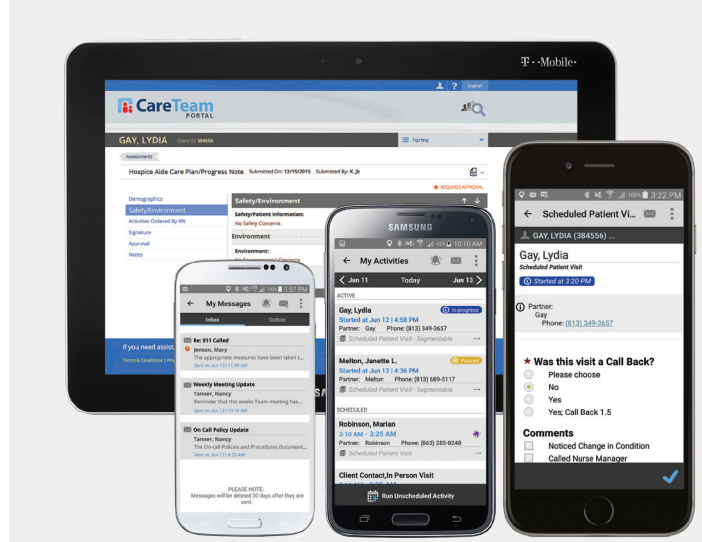 T··Mobile·
? Logout
CareTeam
PORTAL
GAY, LYDIA Client ID: 384556
Forms
Assessments
Hospice Aide Care Plan/Progress Note Submitted On: 12/15/2015 Submitted By: K, Jk
★ REQUIRES APPROVAL
Demographics
Safety/Environment
Activities Ordered By RN
Signature
Approval
Notes
Safety/Environment
Safety/Patient Information:
No Safety Concerns
Environment
Environment:
No Environmental Concerns
If you need assist
Terms & Conditions | Pri
100% 1:57 PM
My Messages
Inbox
Outbox
Re: 911 Called
Jenson, Mary
The appropriate measures have been taken t...
Sent on Jun 12 | 11:39 AM
Weekly Meeting Update
Tanner, Nancy
Reminder that this weeks Team meeting has...
Sent on Jun 12 | 10:10 AM
On Call Policy Update
Tanner, Nancy
The On-call Policies and Procedures document...
Sent on Jun 12 | 9:23 AM
PLEASE NOTE:
Messages will be deleted 30 days after they are
sent.
SAMSUNG
10:10 AM
My Activities
Jun 11 Today Jun 13
ACTIVE
Gay, Lydia In-progress
Started at Jun 12 | 4:58 PM
Partner: Gay Phone: (813) 349-3657
Scheduled Patient Visit - Segmentable
Melton, Janette L. Paused
Started at Jun 12 | 4:36 PM
Partner: Melton Phone: (813) 689-5117
Scheduled Patient Visit - Segmentable
SCHEDULED
Robinson, Marian
3:19 AM - 3:25 AM
Partner: Robinson Phone: (863) 285-8248
Scheduled Patient Visit
Client Contact,In Person Visit
Run Unscheduled Activity
100% 3:22 PM
Scheduled Patient Vi...
GAY, LYDIA (384556) ...
Gay, Lydia
Scheduled Patient Visit
Started at 3:20 PM
Partner:
Gay
Phone: (813) 349-3657
★ Was this visit a Call Back?
Please choose
No
Yes
Yes; Call Back 1.5
Comments
Noticed Change in Condition
Called Nurse Manager